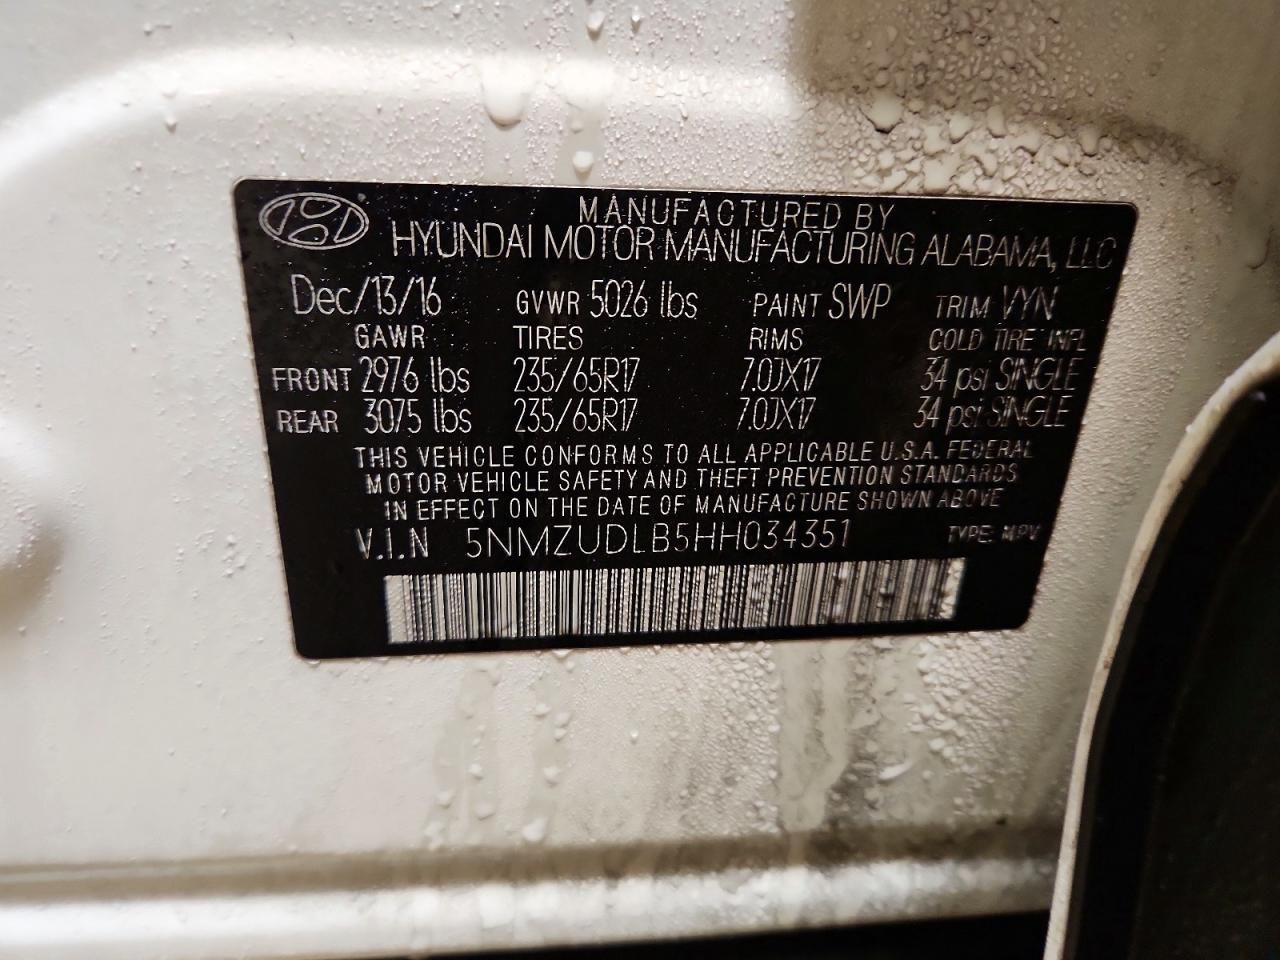 MANUFACTURED BY
HYUNDAI MOTOR MANUFACTURING ALABAMA, LLC
Dec/13/16 GVWR 5026 lbs PAINT SWP TRIM VYN
GAWR TIRES RIMS COLD TIRE INFL
FRONT 2976 lbs 235/65R17 7.0JX17 34 psi SINGLE
REAR 3075 lbs 235/65R17 7.0JX17 34 psi SINGLE
THIS VEHICLE CONFORMS TO ALL APPLICABLE U.S.A. FEDERAL
MOTOR VEHICLE SAFETY AND THEFT PREVENTION STANDARDS
IN EFFECT ON THE DATE OF MANUFACTURE SHOWN ABOVE
V.I.N 5NMZUDLB5HH034351 TYPE: MPV